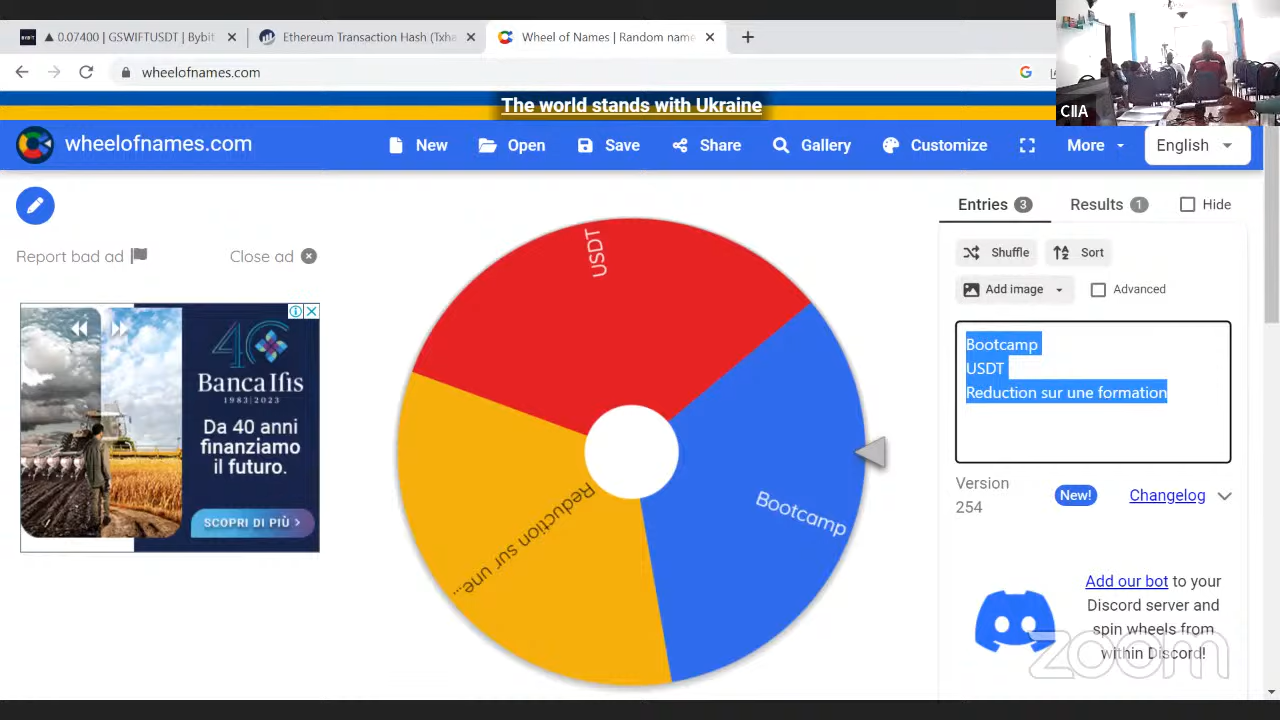 ▲ 0.07400 | GSWIFTUSDT | Bybit
Ethereum Transaction Hash (Txha
Wheel of Names | Random name
wheelofnames.com
CIIA
The world stands with Ukraine
wheelofnames.com
New
Open
Save
Share
Gallery
Customize
More
English
Entries 3
Results 1
Hide
Report bad ad
Close ad
Shuffle
Sort
Add image
Advanced
Bootcamp
USDT
Reduction sur une formation
USDT
Bootcamp
Reduction sur une...
40
Banca Ifis
1983|2023
Da 40 anni
finanziamo
il futuro.
SCOPRI DI PIÙ >
Version
254
New!
Changelog
Add our bot to your
Discord server and
spin wheels from
within Discord!
zoom